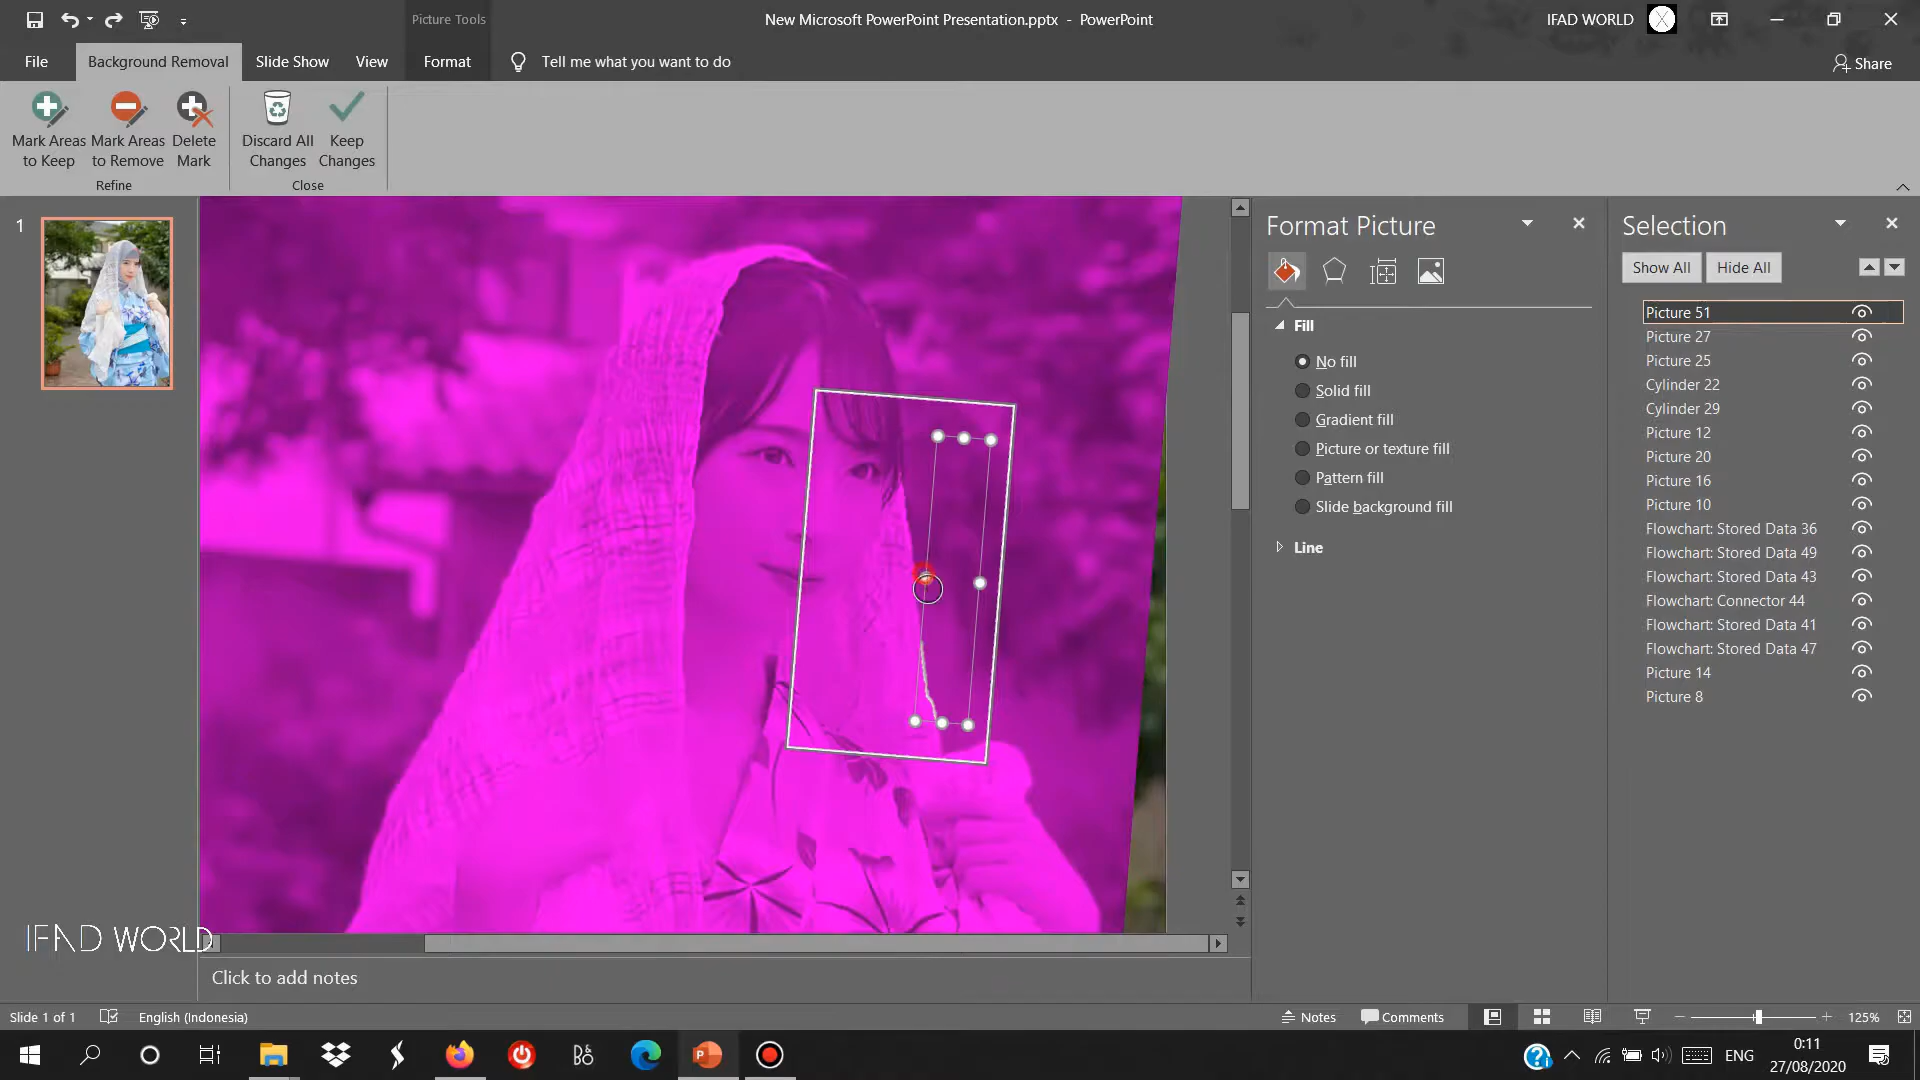 Picture Tools
New Microsoft PowerPoint Presentation.pptx - PowerPoint
IFAD WORLD
File
Background Removal
Slide Show
View
Format
Tell me what you want to do
Share
Mark Areas to Keep
Mark Areas to Remove
Delete Mark
Discard All Changes
Keep Changes
Refine
Close
1
Format Picture
Fill
No fill
Solid fill
Gradient fill
Picture or texture fill
Pattern fill
Slide background fill
Line
Selection
Show All
Hide All
Picture 51
Picture 27
Picture 25
Cylinder 22
Cylinder 29
Picture 12
Picture 20
Picture 16
Picture 10
Flowchart: Stored Data 36
Flowchart: Stored Data 49
Flowchart: Stored Data 43
Flowchart: Connector 44
Flowchart: Stored Data 41
Flowchart: Stored Data 47
Picture 14
Picture 8
IFAD WORLD
Click to add notes
Slide 1 of 1
English (Indonesia)
Notes
Comments
125%
ENG
0:11
27/08/2020